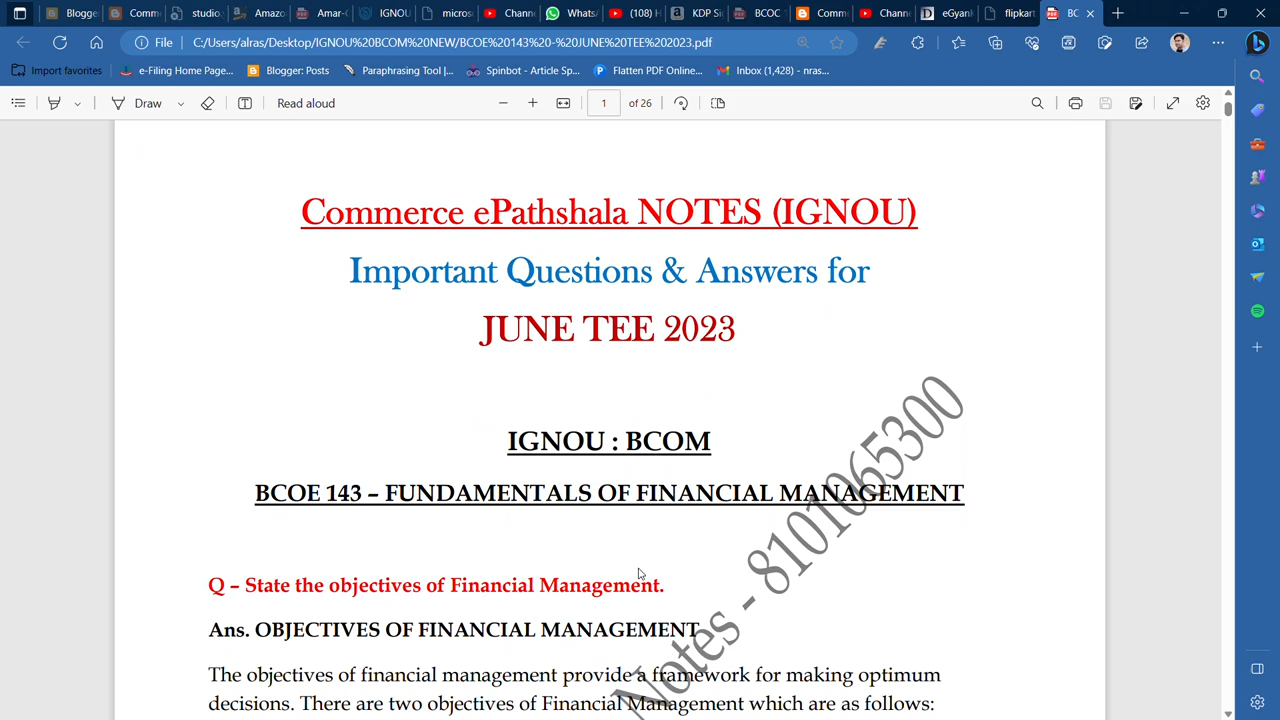 Blogge
Comm
studio.
Amazo
Amar-C
IGNOU
micros
Chann
Whats
(108) H
KDP Si
BCOC
Comm
Chann
eGyan
flipkart
BC
File
C:/Users/alras/Desktop/IGNOU%20BCOM%20NEW/BCOE%20143%20-%20JUNE%20TEE%202023.pdf
Import favorites
e-Filing Home Page...
Blogger: Posts
Paraphrasing Tool |...
Spinbot - Article Sp...
Flatten PDF Online...
Inbox (1,428) - nras...
Draw
Read aloud
1 of 26
Commerce ePathshala NOTES (IGNOU)
Important Questions & Answers for
JUNE TEE 2023
IGNOU : BCOM
BCOE 143 – FUNDAMENTALS OF FINANCIAL MANAGEMENT
Notes - 8101065300
Q – State the objectives of Financial Management.
Ans. OBJECTIVES OF FINANCIAL MANAGEMENT
The objectives of financial management provide a framework for making optimum
decisions. There are two objectives of Financial Management which are as follows: